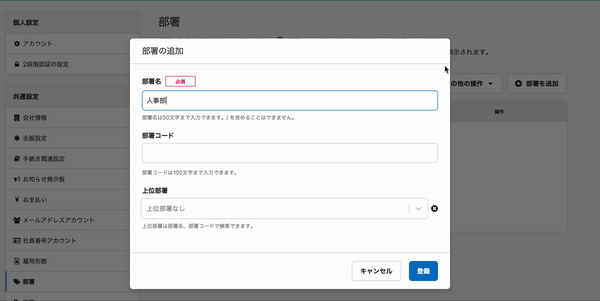 個人設定
アカウント
2段階認証の設定
共通設定
会社情報
全般設定
手続き関連設定
お知らせ掲示板
お支払い
メールアドレスアカウント
社員番号アカウント
雇用形態
部署
部署
表示されます。
の他の操作
部署を追加
操作
部署の追加
部署名 必須
人事部
部署名は50文字まで入力できます。/ を含めることはできません。
部署コード
部署コードは100文字まで入力できます。
上位部署
上位部署なし
上位部署は部署名、部署コードで検索できます。
キャンセル
登録